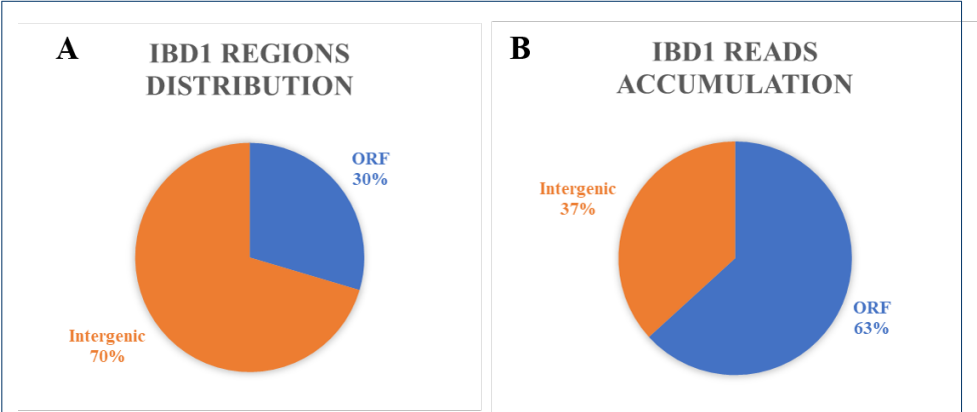 A
IBD1 REGIONS
DISTRIBUTION
ORF
30%
Intergenic
70%
B
IBD1 READS
ACCUMULATION
Intergenic
37%
ORF
63%